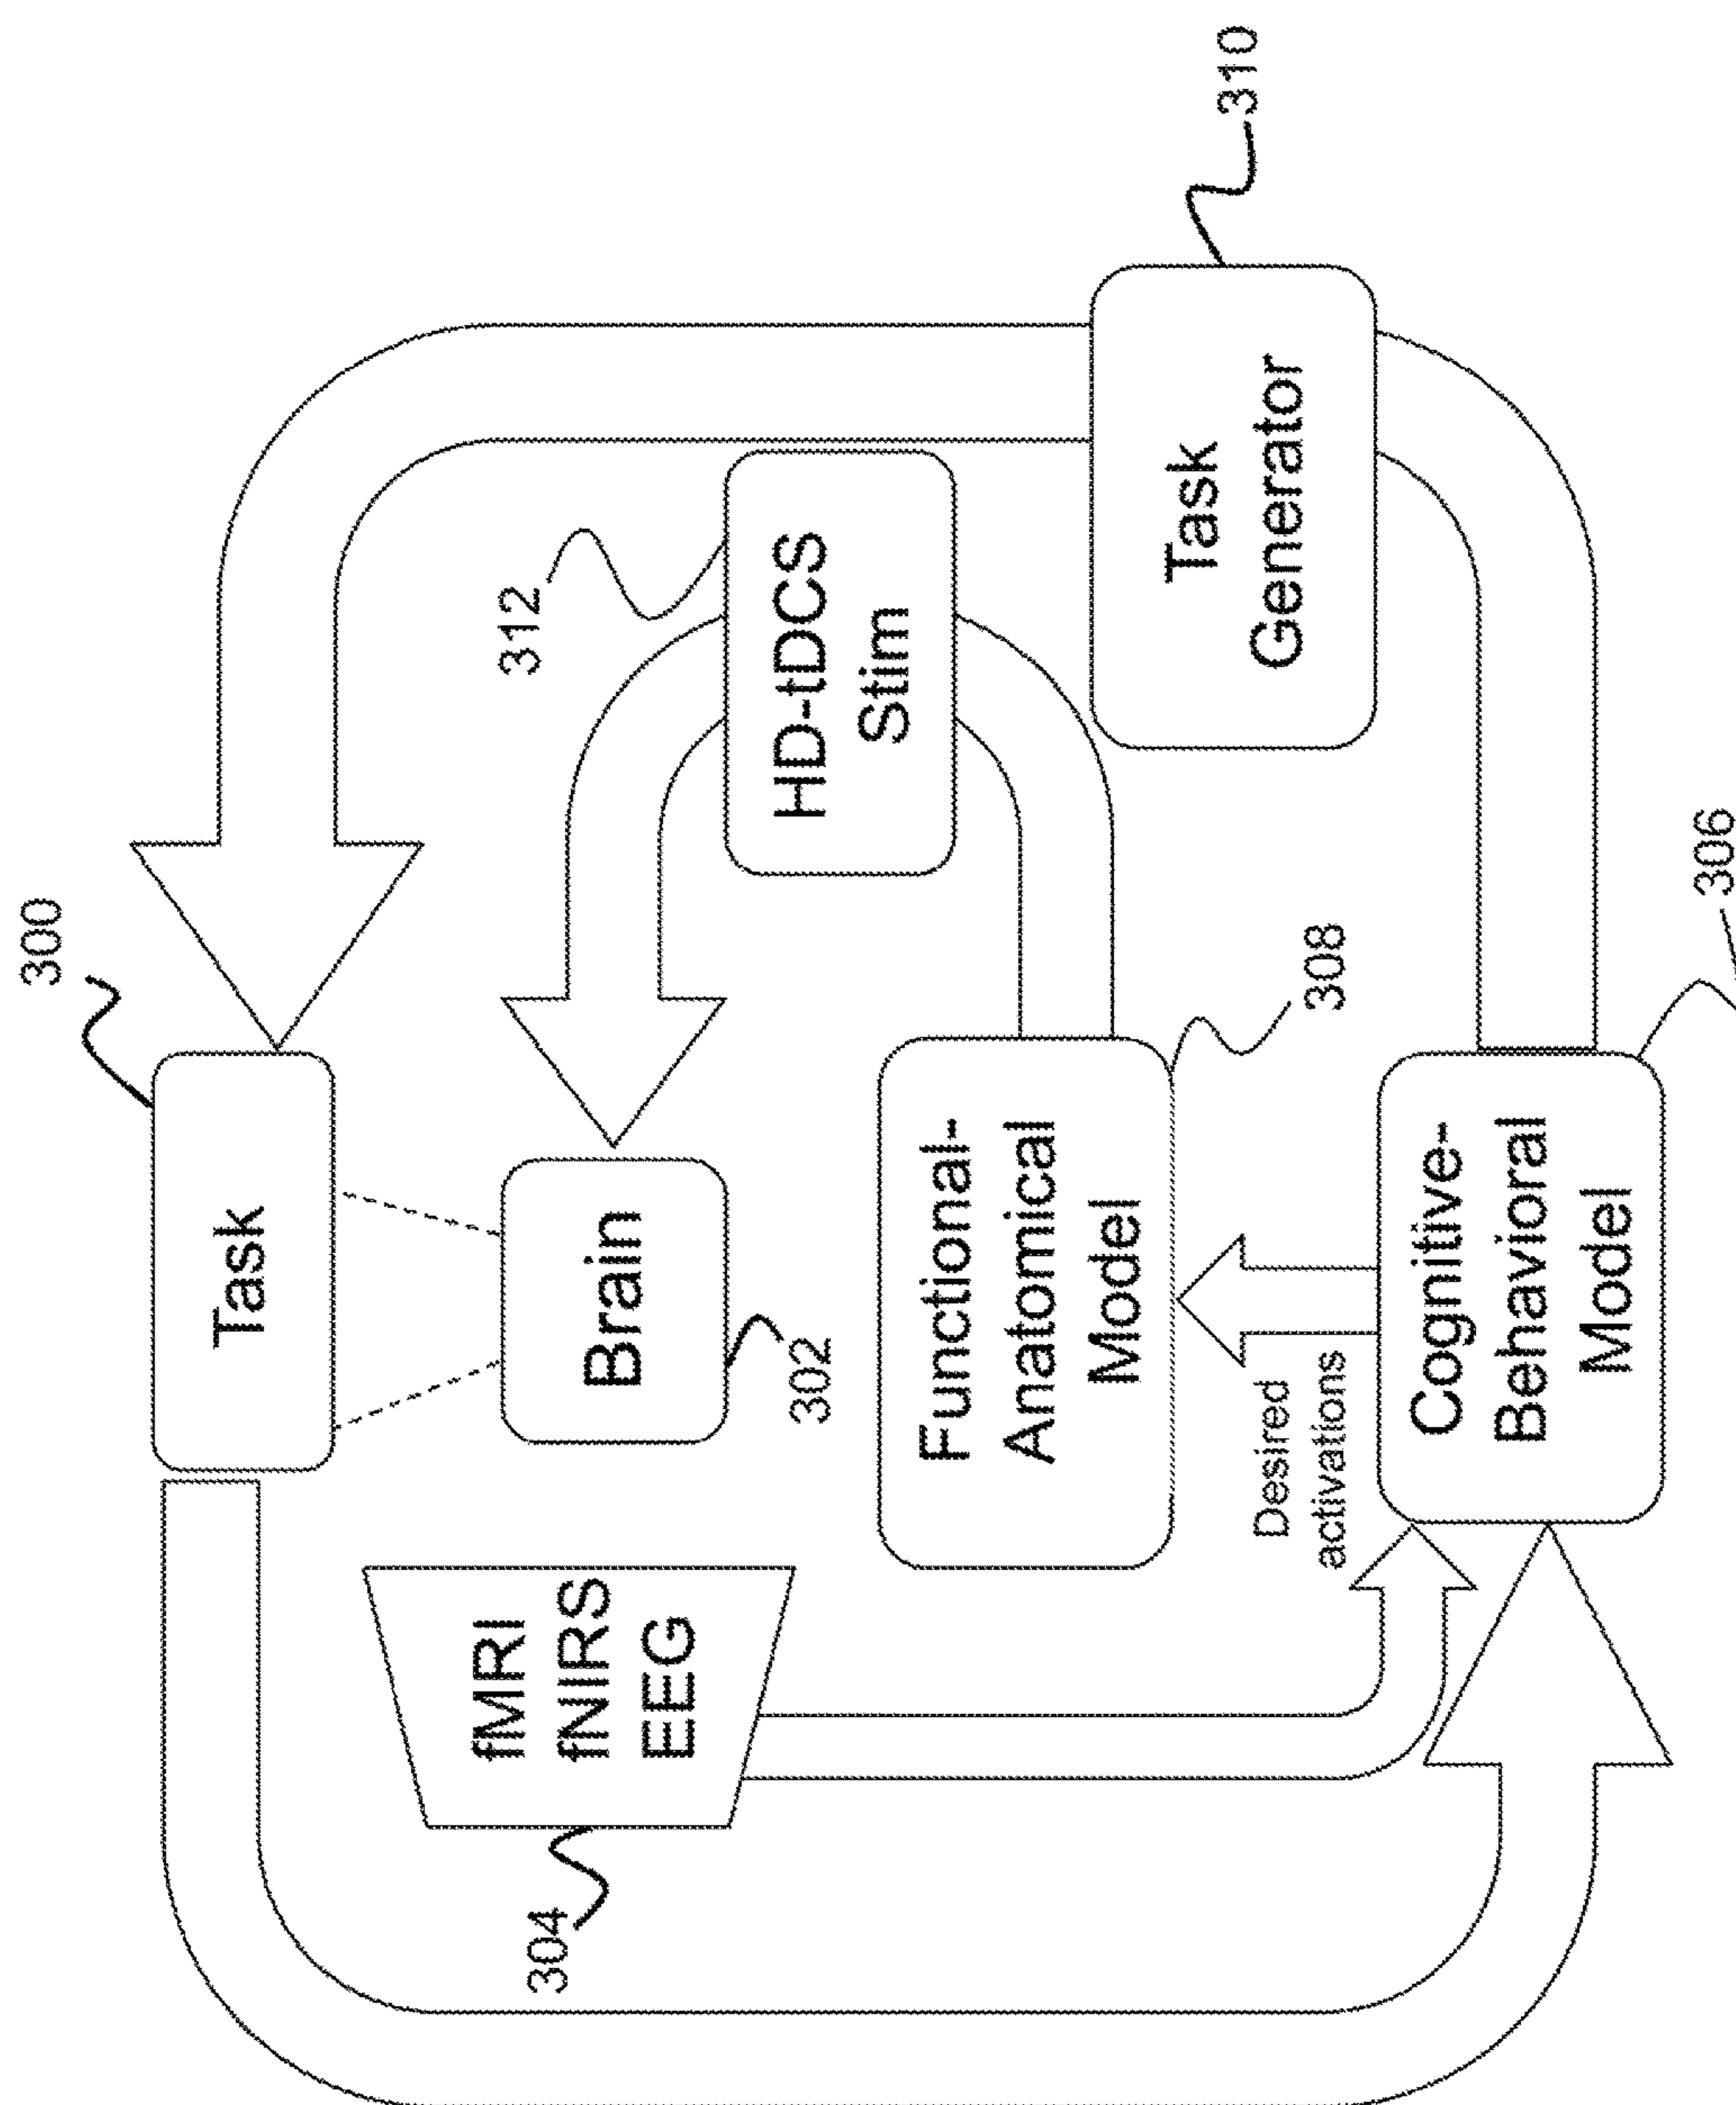 300
Task
Brain
302
fMRI
fNIRS
EEG
304
312
HD-tDCS
Stim
Functional-
Anatomical
Model
308
Desired
activations
Cognitive-
Behavioral
Model
306
Task
Generator
310